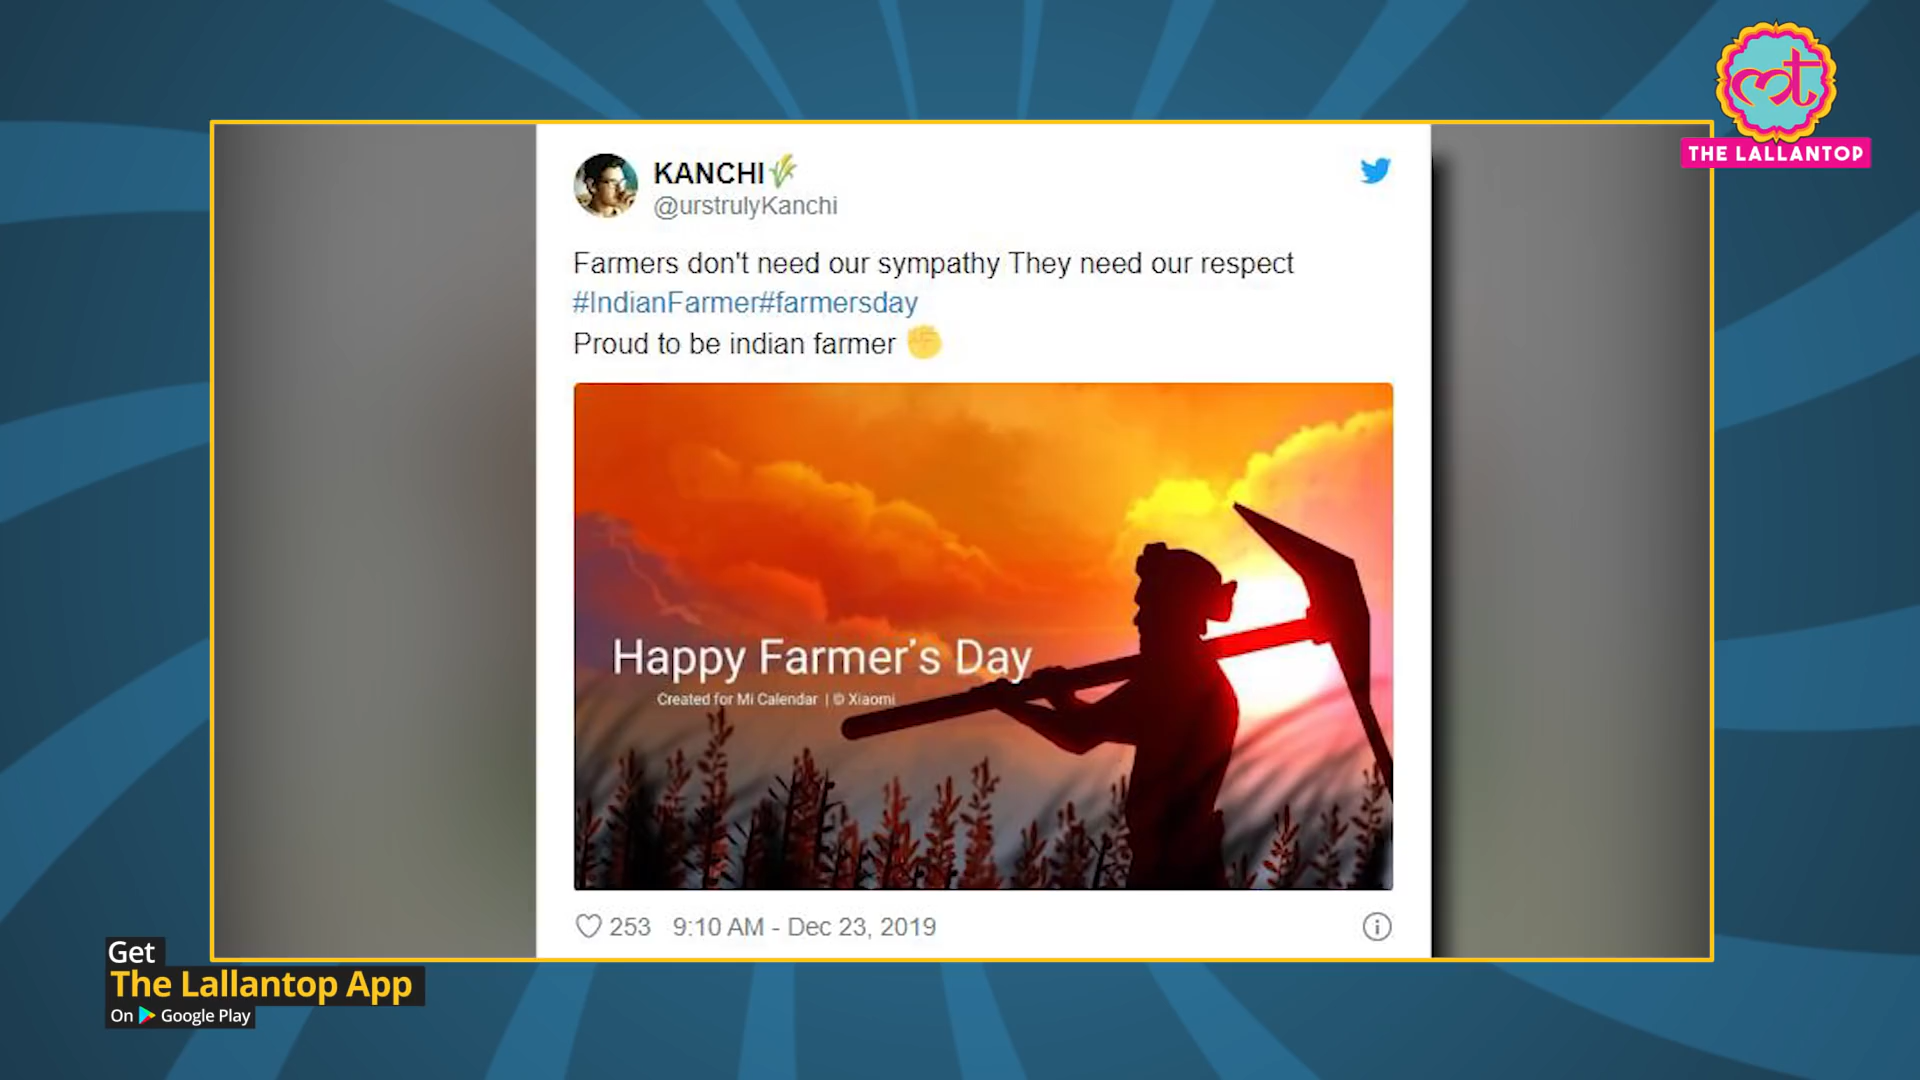 THE LALLANTOP
KANCHI
@urstrulyKanchi
Farmers don't need our sympathy They need our respect
#IndianFarmer#farmersday
Proud to be indian farmer
Happy Farmer's Day
Created for Mi Calendar | © Xiaomi
253 9:10 AM - Dec 23, 2019
Get
The Lallantop App
On Google Play